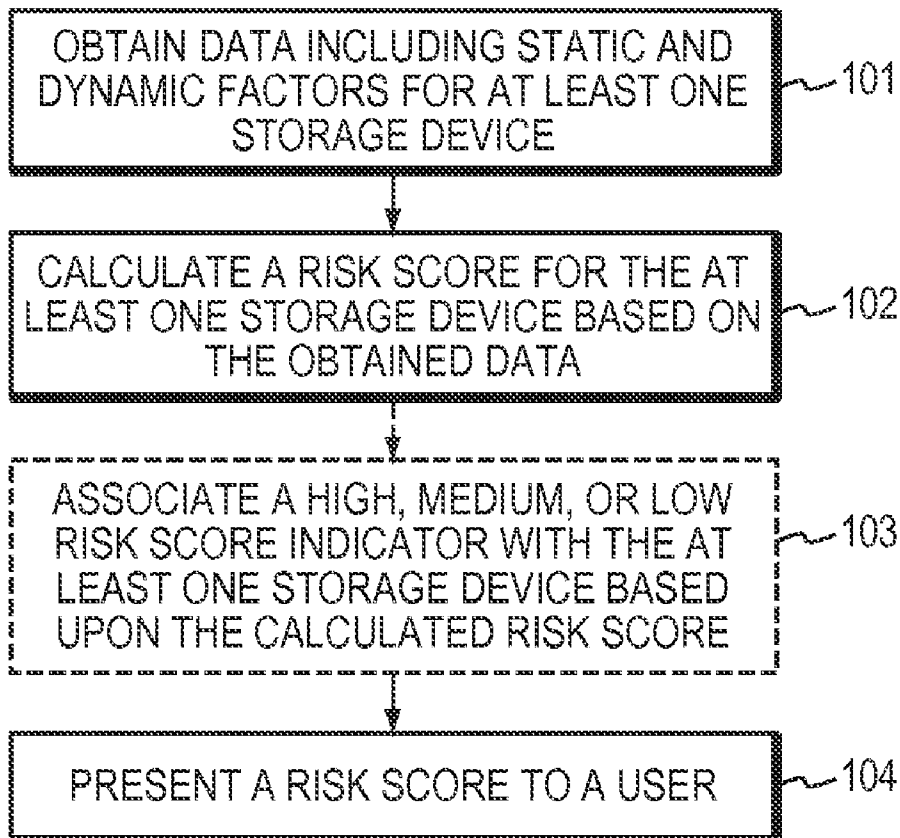 OBTAIN DATA INCLUDING STATIC AND
DYNAMIC FACTORS FOR AT LEAST ONE
STORAGE DEVICE
101
CALCULATE A RISK SCORE FOR THE AT
LEAST ONE STORAGE DEVICE BASED ON
THE OBTAINED DATA
102
ASSOCIATE A HIGH, MEDIUM, OR LOW
RISK SCORE INDICATOR WITH THE AT
LEAST ONE STORAGE DEVICE BASED
UPON THE CALCULATED RISK SCORE
103
PRESENT A RISK SCORE TO A USER
104